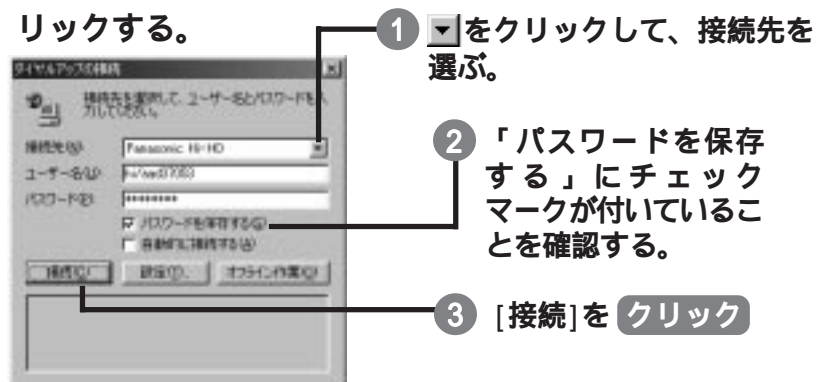 リックする。
1 ▼をクリックして、接続先を
選ぶ。
ダイヤルアップの接続
接続先を選択して、ユーザー名とパスワードを入
力してください。
接続先(N): Panasonic Hi-HO
ユーザー名(U):
パスワード(P): ********
パスワードを保存する(S)
自動的に接続する(A)
接続(C) 設定(T)... オフライン作業(O)
2 「パスワードを保存
する」にチェック
マークが付いているこ
とを確認する。
3 [接続]を クリック